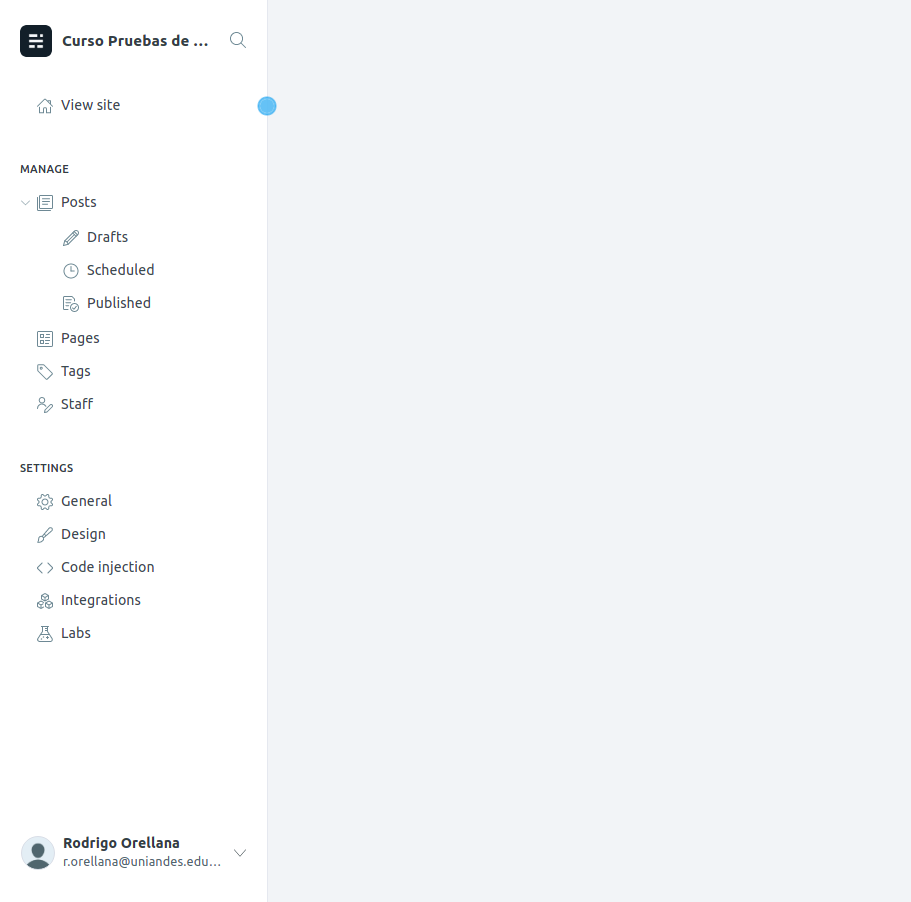 Curso Pruebas de ...
View site
MANAGE
Posts
Drafts
Scheduled
Published
Pages
Tags
Staff
SETTINGS
General
Design
Code injection
Integrations
Labs
Rodrigo Orellana
r.orellana@uniandes.edu...